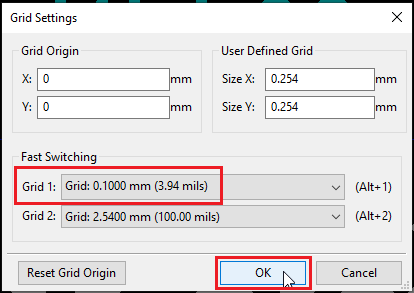 Grid Settings
Grid Origin
X: 0 mm
Y: 0 mm
User Defined Grid
Size X: 0.254 mm
Size Y: 0.254 mm
Fast Switching
Grid 1: Grid: 0.1000 mm (3.94 mils) (Alt+1)
Grid 2: Grid: 2.5400 mm (100.00 mils) (Alt+2)
Reset Grid Origin OK Cancel